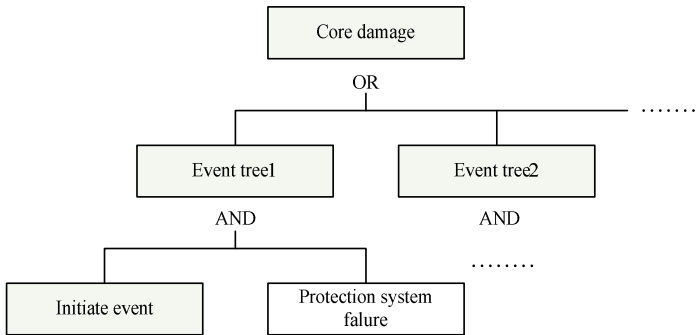 Core damage
OR
.......
Event tree1
Event tree2
AND
AND
........
Initiate event
Protection system
falure